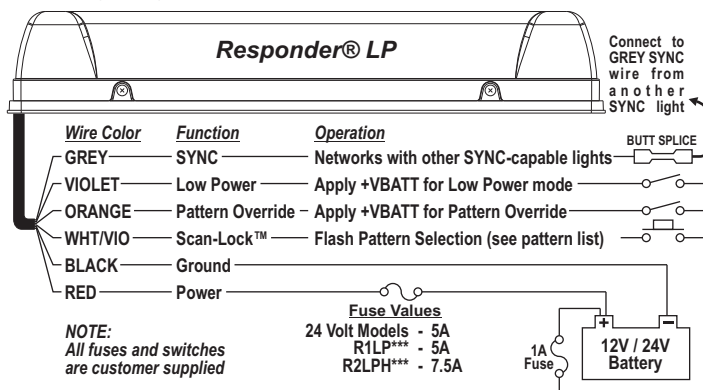 Responder® LP
Connect to
GREY SYNC
wire from
another
SYNC light
Wire Color Function Operation
BUTT SPLICE
GREY SYNC Networks with other SYNC-capable lights
VIOLET Low Power Apply +VBATT for Low Power mode
ORANGE Pattern Override Apply +VBATT for Pattern Override
WHT/VIO Scan-Lock™ Flash Pattern Selection (see pattern list)
BLACK Ground
RED Power
Fuse Values
NOTE:
All fuses and switches
are customer supplied
24 Volt Models - 5A
R1LP*** - 5A
R2LPH*** - 7.5A
1A
Fuse
+ –
12V / 24V
Battery